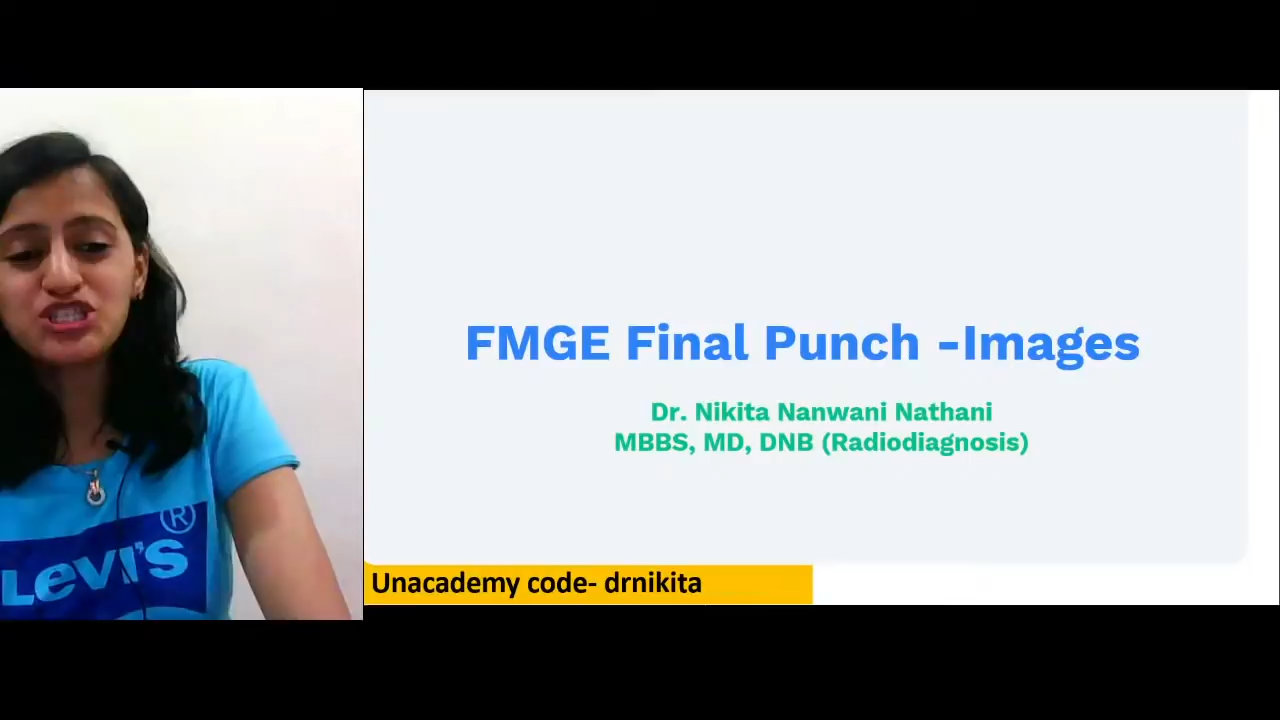 FMGE Final Punch -Images
Dr. Nikita Nanwani Nathani
MBBS, MD, DNB (Radiodiagnosis)
Unacademy code- drnikita
LEVI'S®